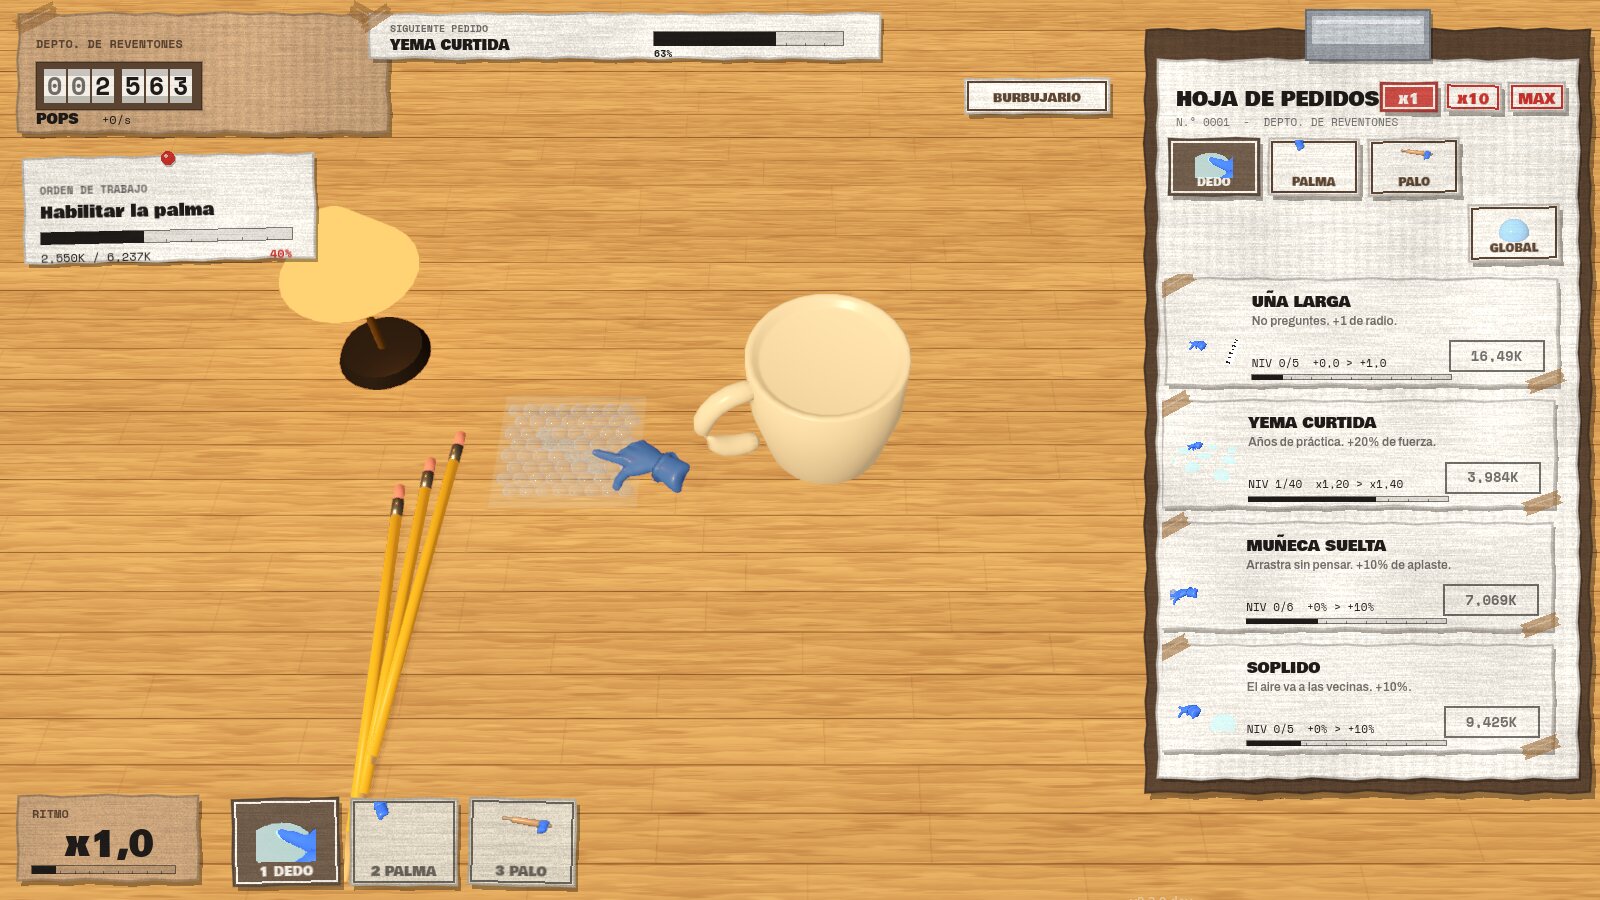 DEPTO. DE REVENTONES
002563
POPS +0/s
SIGUIENTE PEDIDO
YEMA CURTIDA
63%
BURBUJARIO
ORDEN DE TRABAJO
Habilitar la palma
2,550K / 6,237K
40%
HOJA DE PEDIDOS
x1
x10
MAX
N.° 0001 - DEPTO. DE REVENTONES
DEDO
PALMA
PALO
GLOBAL
UÑA LARGA
No preguntes. +1 de radio.
NIV 0/5 +0,0 > +1,0
16,49K
YEMA CURTIDA
Años de práctica. +20% de fuerza.
NIV 1/40 x1,20 > x1,40
3,984K
MUÑECA SUELTA
Arrastra sin pensar. +10% de aplaste.
NIV 0/6 +0% > +10%
7,069K
SOPLIDO
El aire va a las vecinas. +10%.
NIV 0/5 +0% > +10%
9,425K
RITMO
x1,0
1 DEDO
2 PALMA
3 PALO